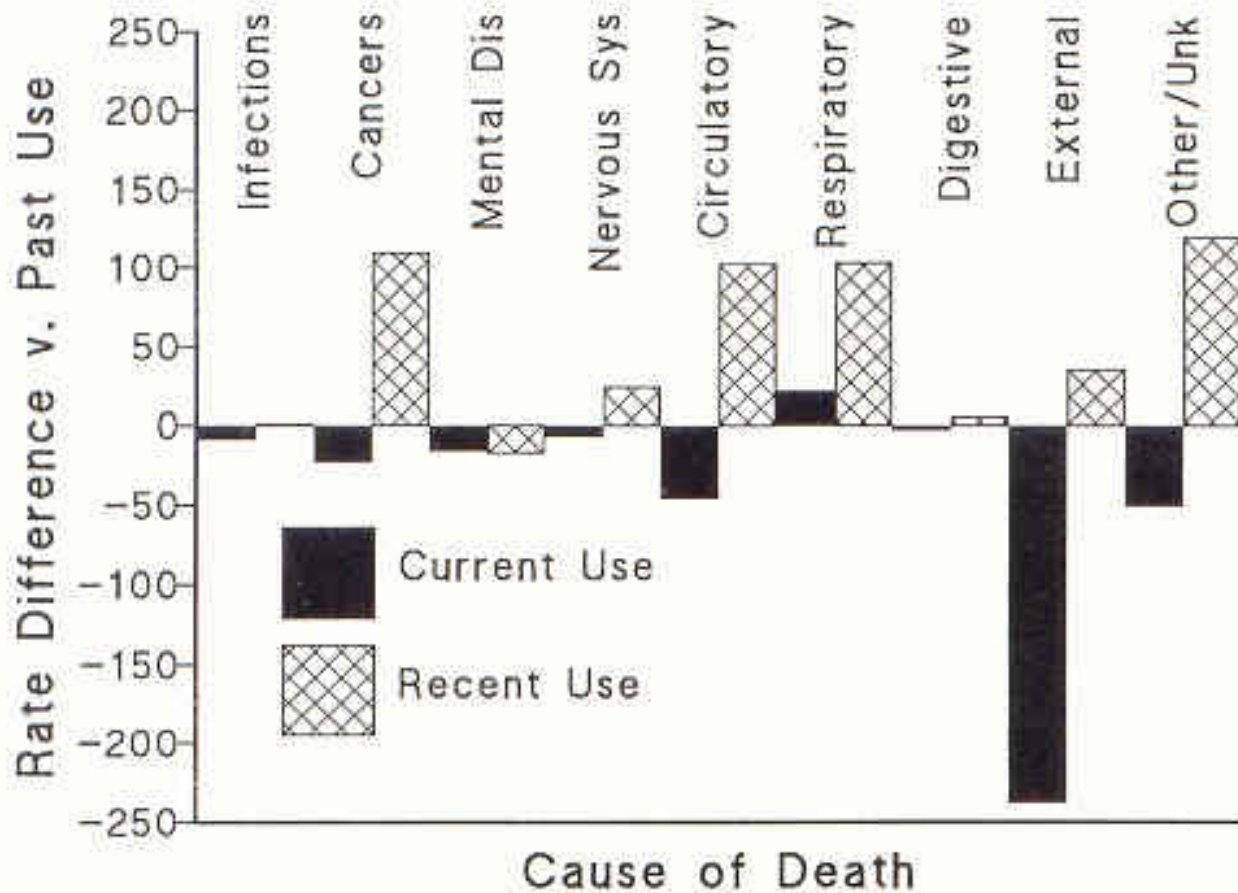 Rate Difference v. Past Use
250
200
150
100
50
0
-50
-100
-150
-200
-250
Infections
Cancers
Mental Dis
Nervous Sys
Circulatory
Respiratory
Digestive
External
Other/Unk
Current Use
Recent Use
Cause of Death